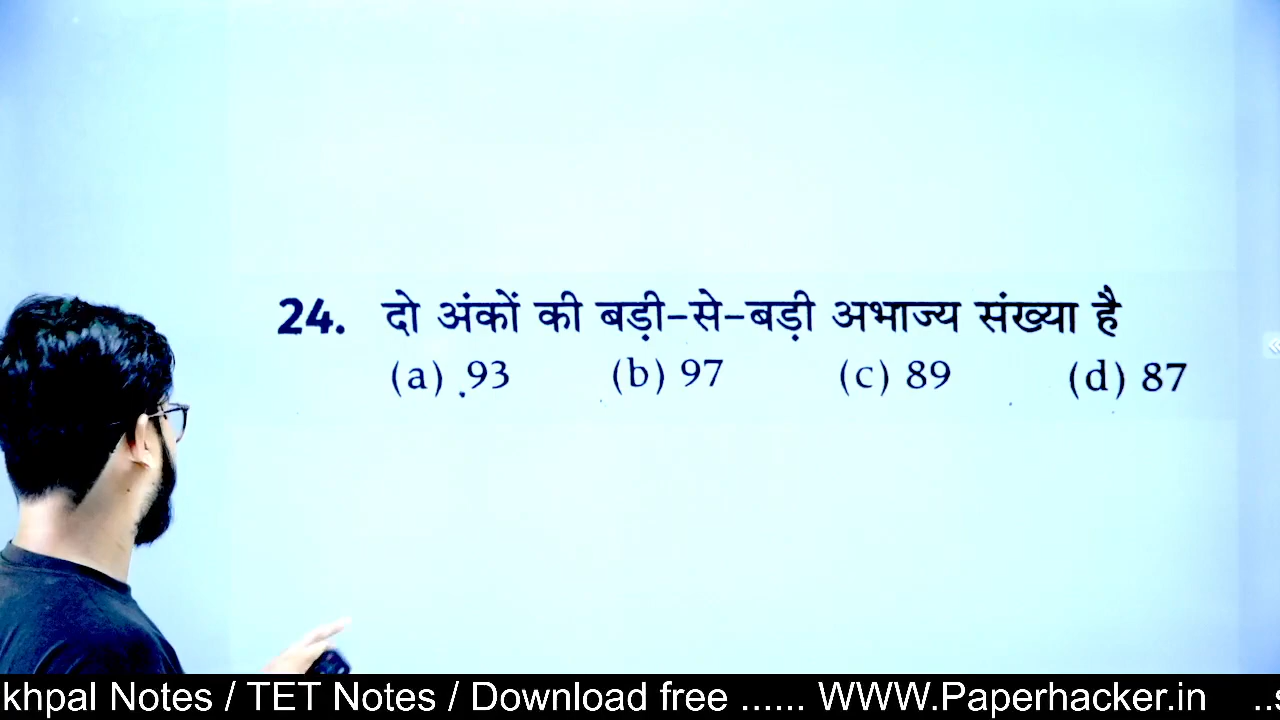 24. दो अंकों की बड़ी-से-बड़ी अभाज्य संख्या है
(a) 93 (b) 97 (c) 89 (d) 87
khpal Notes / TET Notes / Download free ...... WWW.Paperhacker.in ..s